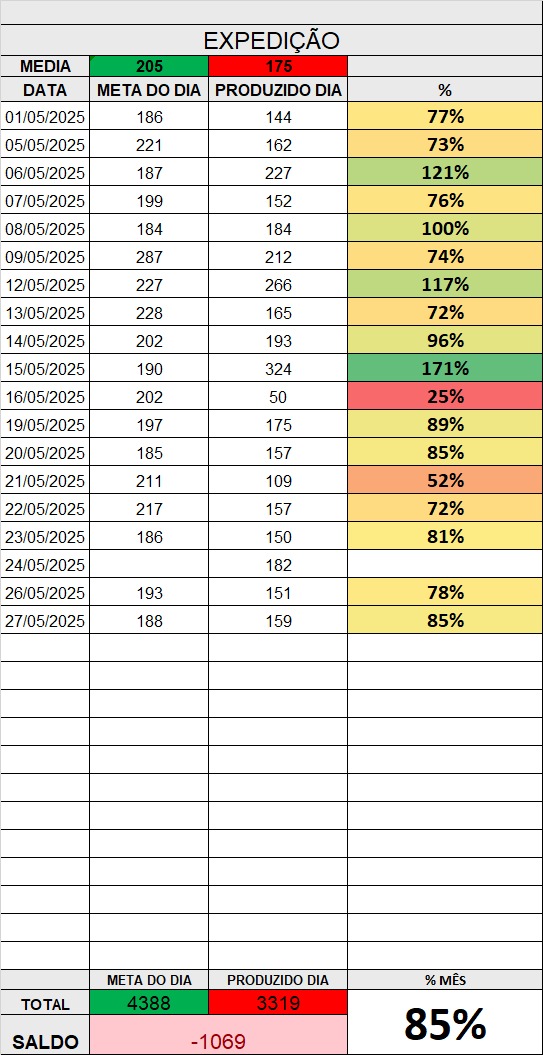 EXPEDIÇÃO
MEDIA 205 175
DATA META DO DIA PRODUZIDO DIA %
01/05/2025 186 144 77%
05/05/2025 221 162 73%
06/05/2025 187 227 121%
07/05/2025 199 152 76%
08/05/2025 184 184 100%
09/05/2025 287 212 74%
12/05/2025 227 266 117%
13/05/2025 228 165 72%
14/05/2025 202 193 96%
15/05/2025 190 324 171%
16/05/2025 202 50 25%
19/05/2025 197 175 89%
20/05/2025 185 157 85%
21/05/2025 211 109 52%
22/05/2025 217 157 72%
23/05/2025 186 150 81%
24/05/2025 182
26/05/2025 193 151 78%
27/05/2025 188 159 85%
META DO DIA PRODUZIDO DIA % MÊS
TOTAL 4388 3319 85%
SALDO -1069